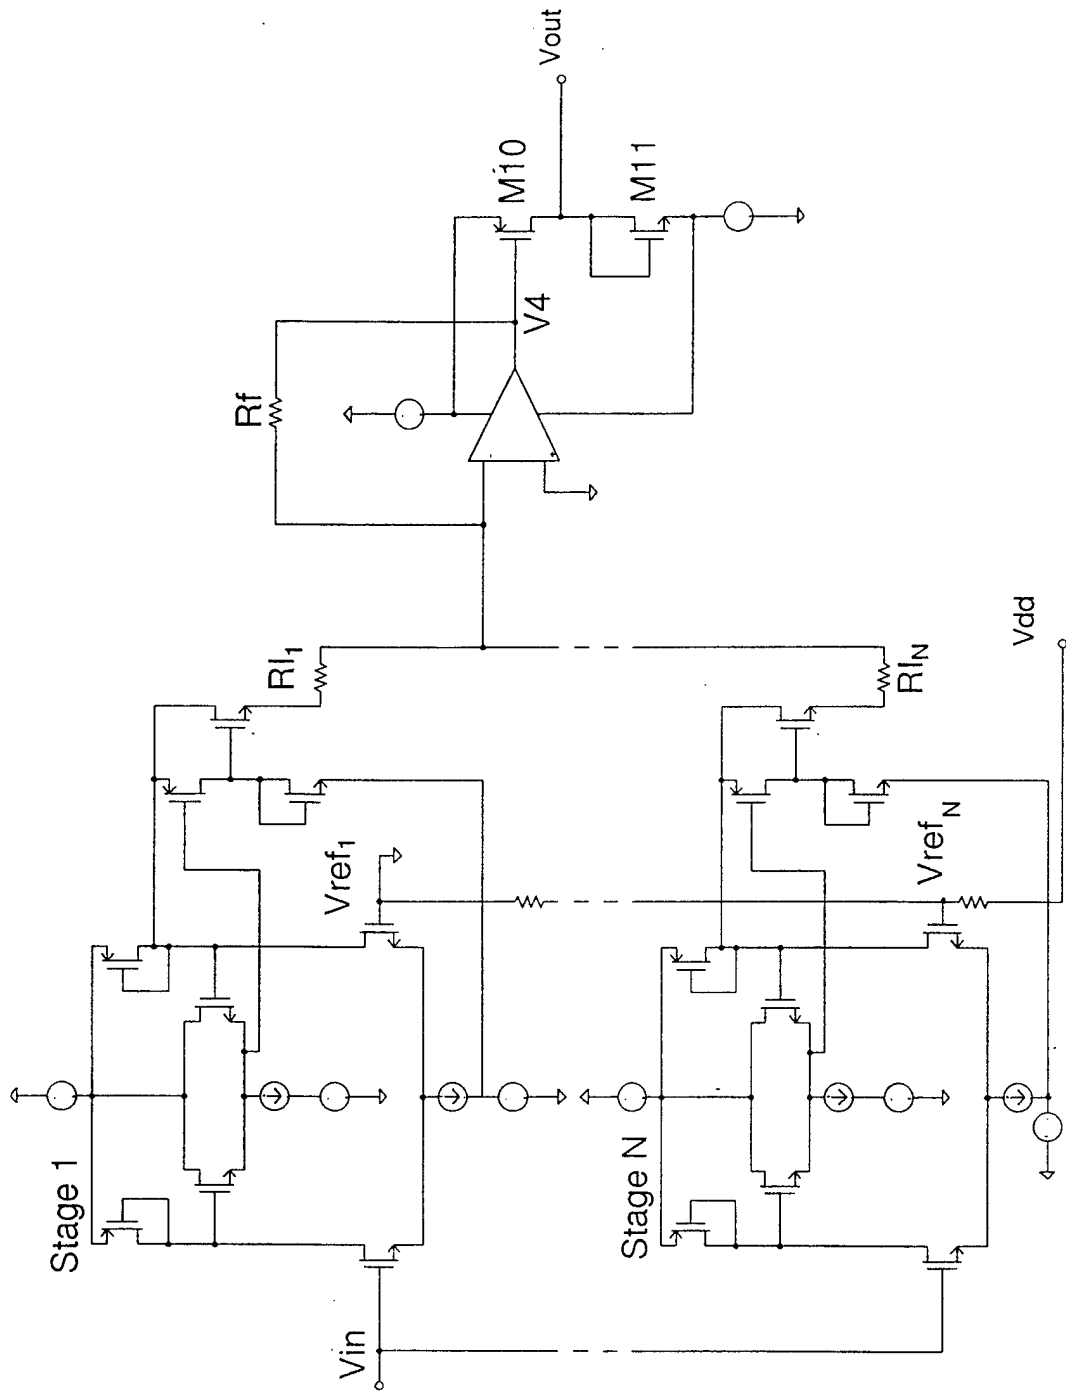 Vin
Stage 1
Stage N
Vref1
VrefN
RI1
RIN
Vdd
Rf
V4
M10
M11
Vout